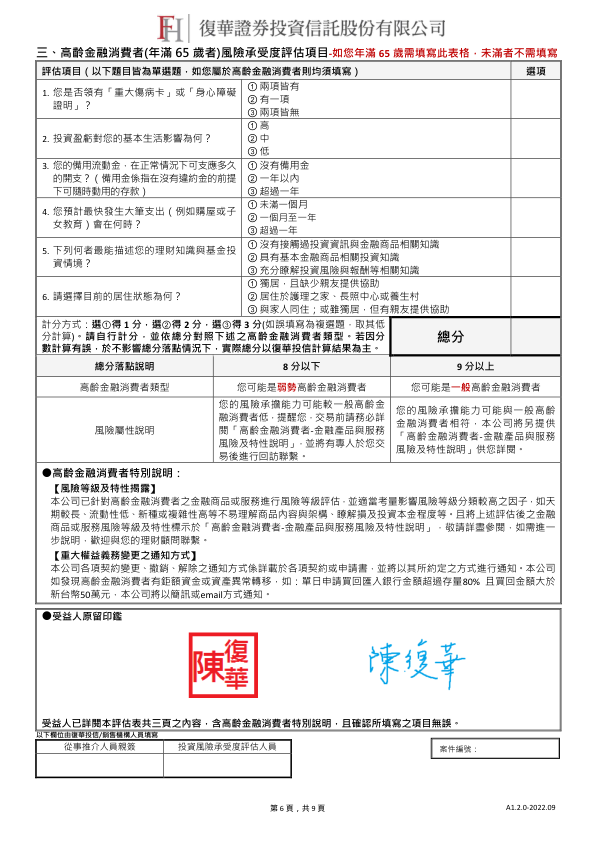 FH 復華證券投資信託股份有限公司
三、高齡金融消費者(年滿 65 歲者)風險承受度評估項目-如您年滿 65 歲需填寫此表格，未滿者不需填寫
評估項目（以下題目皆為單選題，如您屬於高齡金融消費者則均須填寫） 選項
1. 您是否領有「重大傷病卡」或「身心障礙
證明」？
① 兩項皆有
② 有一項
③ 兩項皆無
2. 投資盈虧對您的基本生活影響為何？
① 高
② 中
③ 低
3. 您的備用流動金，在正常情況下可支應多久
的開支？（備用金係指在沒有違約金的前提
下可隨時動用的存款）
① 沒有備用金
② 一年以內
③ 超過一年
4. 您預計最快發生大筆支出（例如購屋或子
女教育）會在何時？
① 未滿一個月
② 一個月至一年
③ 超過一年
5. 下列何者最能描述您的理財知識與基金投
資情境？
① 沒有接觸過投資資訊與金融商品相關知識
② 具有基本金融商品相關投資知識
③ 充分瞭解投資風險與報酬等相關知識
6. 請選擇目前的居住狀態為何？
① 獨居，且缺少親友提供協助
② 居住於護理之家、長照中心或養生村
③ 與家人同住；或雖獨居，但有親友提供協助
計分方式：選①得 1 分，選②得 2 分，選③得 3 分(如誤填寫為複選題，取其低
分計算)。請自行計分，並依總分對照下述之高齡金融消費者類型。若因分
數計算有誤，於不影響總分落點情況下，實際總分以復華投信計算結果為主。
總分
總分落點說明 8 分以下 9 分以上
高齡金融消費者類型 您可能是弱勢高齡金融消費者 您可能是一般高齡金融消費者
風險屬性說明
您的風險承擔能力可能較一般高齡金
融消費者低，提醒您，交易前請務必詳
閱「高齡金融消費者-金融產品與服務
風險及特性說明」，並將有專人於您交
易後進行回訪聯繫。
您的風險承擔能力可能與一般高齡
金融消費者相符，本公司將另提供
「高齡金融消費者-金融產品與服務
風險及特性說明」供您詳閱。
●高齡金融消費者特別說明：
【風險等級及特性揭露】
本公司已針對高齡金融消費者之金融商品或服務進行風險等級評估，並適當考量影響風險等級分類較高之因子，如天
期較長、流動性低、新種或複雜性高等不易理解商品內容與架構、瞭解損及投資本金程度等。且將上述評估後之金融
商品或服務風險等級及特性標示於「高齡金融消費者-金融產品與服務風險及特性說明」，敬請詳盡參閱，如需進一
步說明，歡迎與您的理財顧問聯繫。
【重大權益義務變更之通知方式】
本公司各項契約變更、撤銷、解除之通知方式詳載於各項契約或申請書，並將以其所約定之方式進行通知。本公司
如發現高齡金融消費者有鉅額資金或資產異常轉移，如：單日申請買回匯入銀行金額超過存量80% 且買回金額大於
新台幣50萬元，本公司將以簡訊或email方式通知。
●受益人原留印鑑
陳復華
陳復華
受益人已詳閱本評估表共三頁之內容，含高齡金融消費者特別說明，且確認所填寫之項目無誤。
以下欄位由復華投信/銷售機構人員填寫
從事推介人員親簽 投資風險承受度評估人員
案件編號：
第 6 頁，共 9 頁
A1.2.0-2022.09